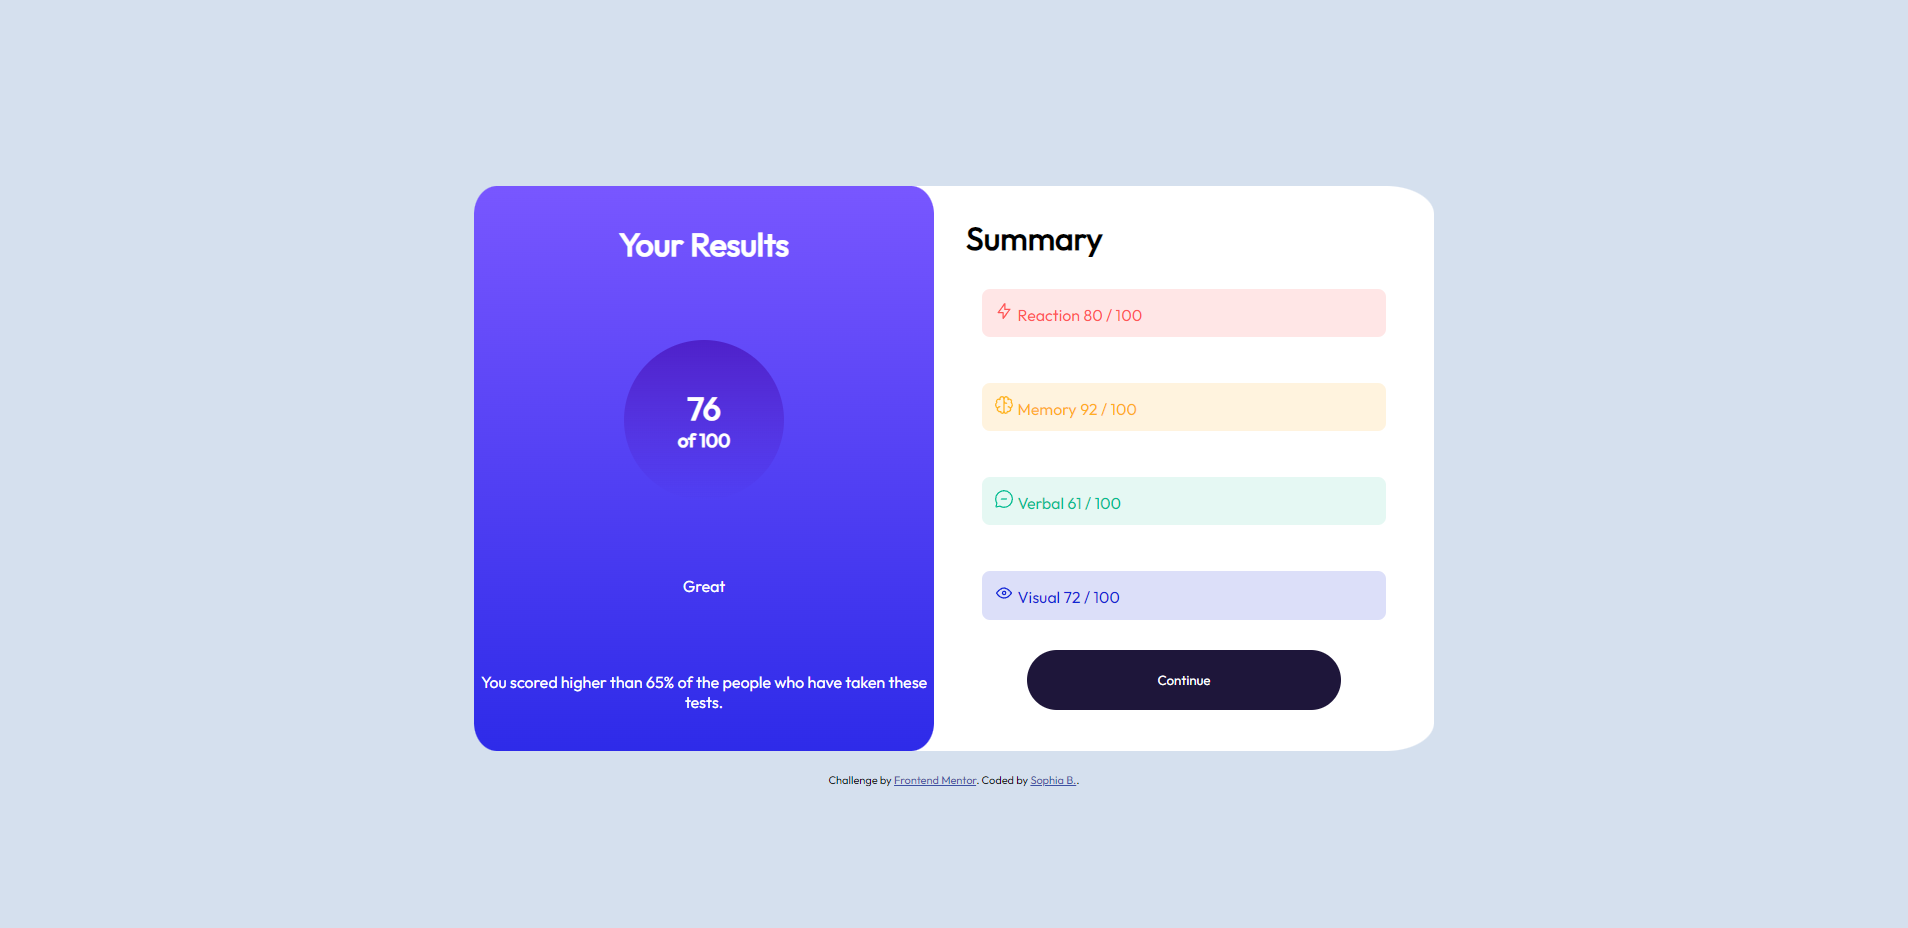 Your Results
76
of 100
Great
You scored higher than 65% of the people who have taken these
tests.
Summary
Reaction 80 / 100
Memory 92 / 100
Verbal 61 / 100
Visual 72 / 100
Continue
Challenge by Frontend Mentor. Coded by Sophia B..